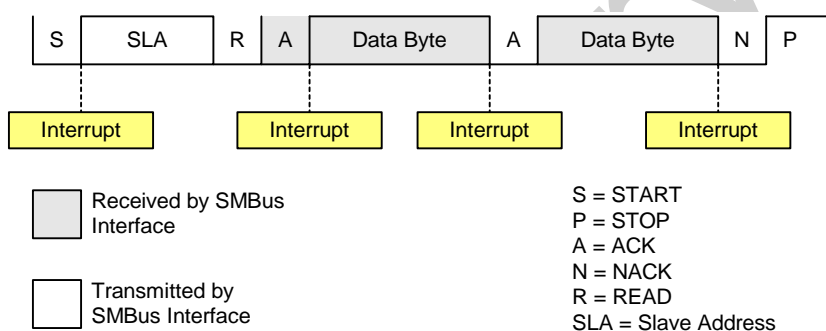 S SLA R A Data Byte A Data Byte N P
Interrupt Interrupt Interrupt Interrupt
Received by SMBus
Interface
Transmitted by
SMBus Interface
S = START
P = STOP
A = ACK
N = NACK
R = READ
SLA = Slave Address